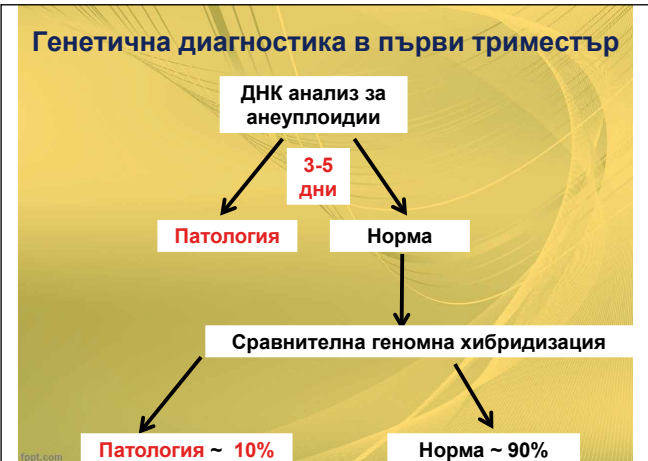 Генетична диагностика в първи триместър
ДНК анализ за
анеуплоидии
3-5
дни
Патология
Норма
Сравнителна геномна хибридизация
Патология ~ 10%
Норма ~ 90%
fppt.com